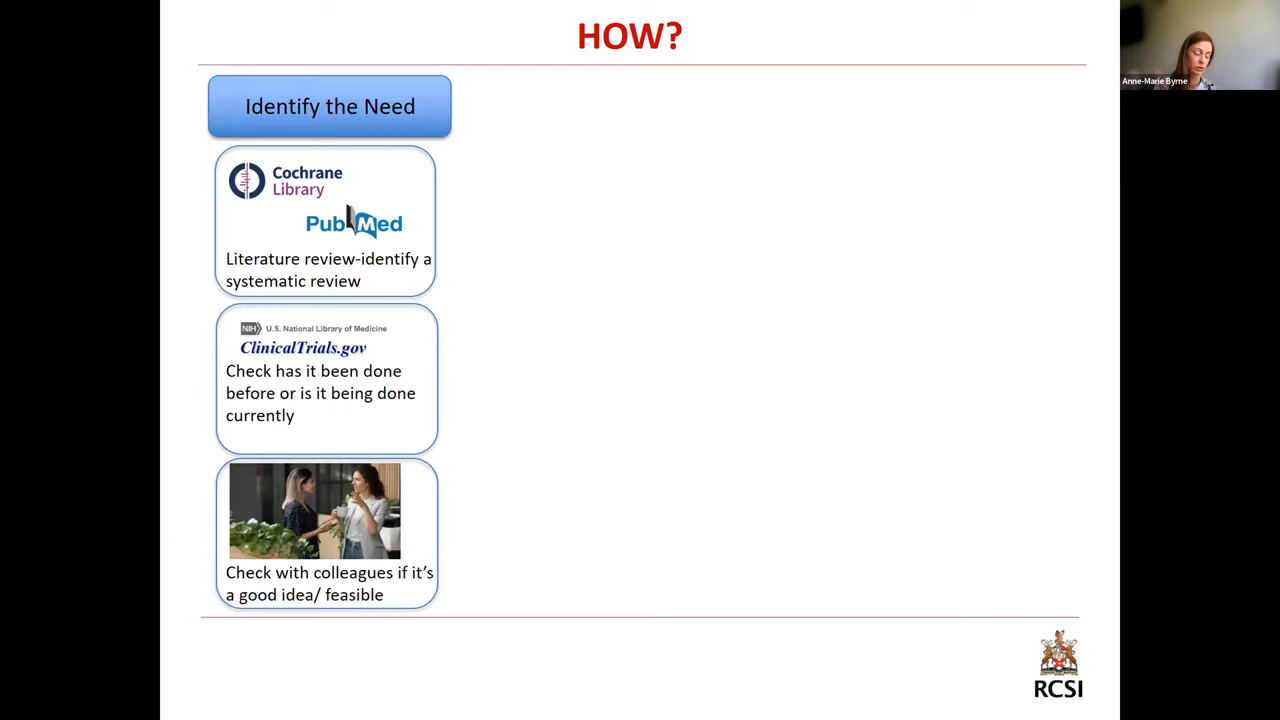 HOW?
Anne-Marie Byrne
Identify the Need
Cochrane
Library
PubMed
Literature review-identify a
systematic review
NIH U.S. National Library of Medicine
ClinicalTrials.gov
Check has it been done
before or is it being done
currently
Check with colleagues if it's
a good idea/ feasible
RCSI